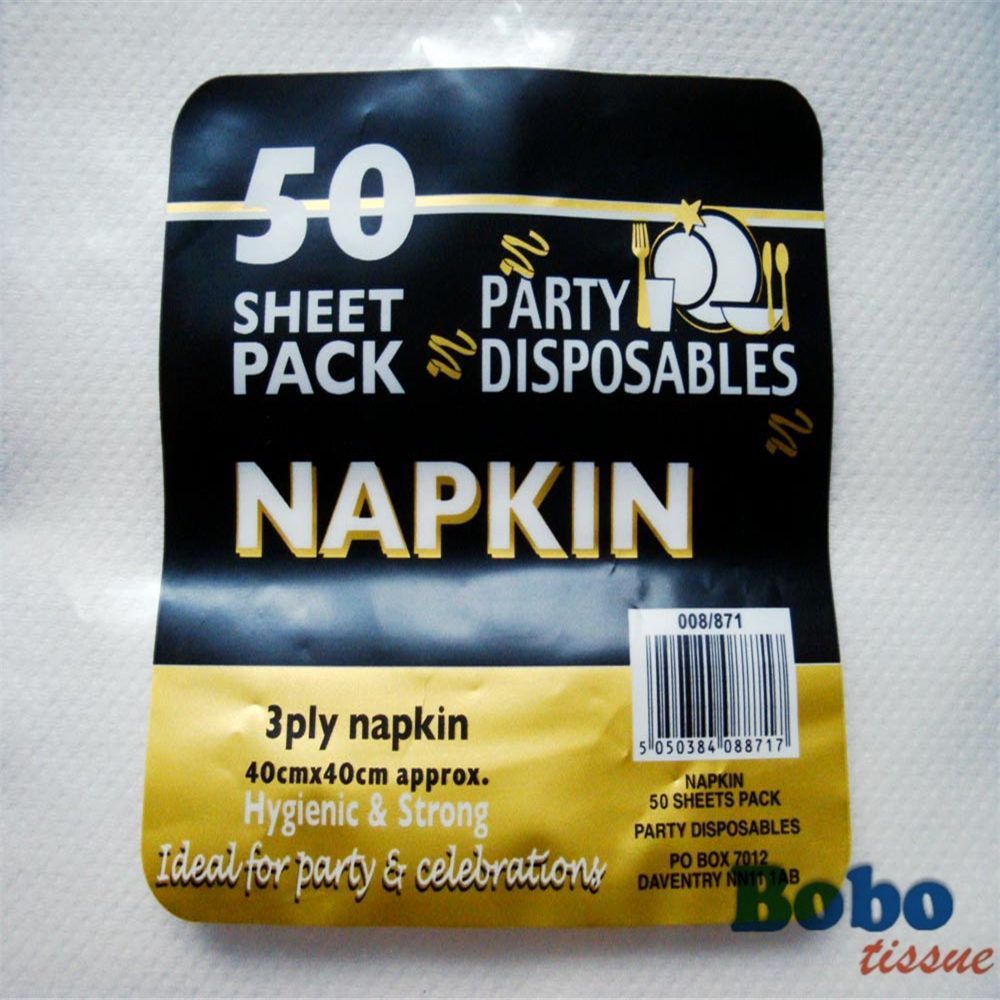 50
SHEET
PACK
PARTY
DISPOSABLES
NAPKIN
008/871
5 050384 088717
3ply napkin
40cmx40cm approx.
Hygienic & Strong
Ideal for party & celebrations
NAPKIN
50 SHEETS PACK
PARTY DISPOSABLES
PO BOX 7012
DAVENTRY NN11 1AB
Bobo
tissue